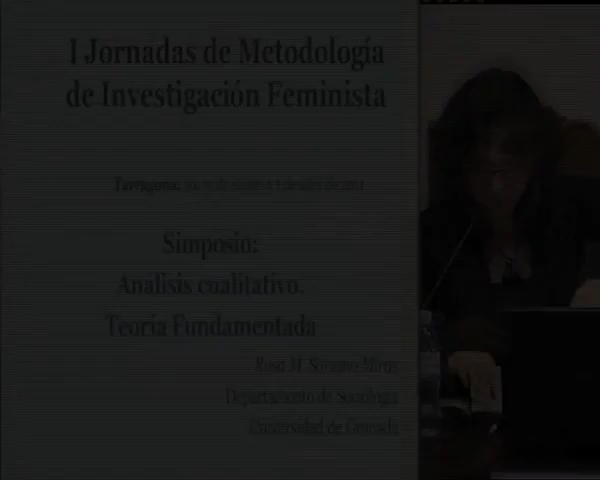 I Jornadas de Metodología
de Investigación Feminista
Tarragona,
Simposio:
Análisis cualitativo.
Teoría Fundamentada
Rosa M. Soriano
Departamento de Sociología
Universidad de Granada